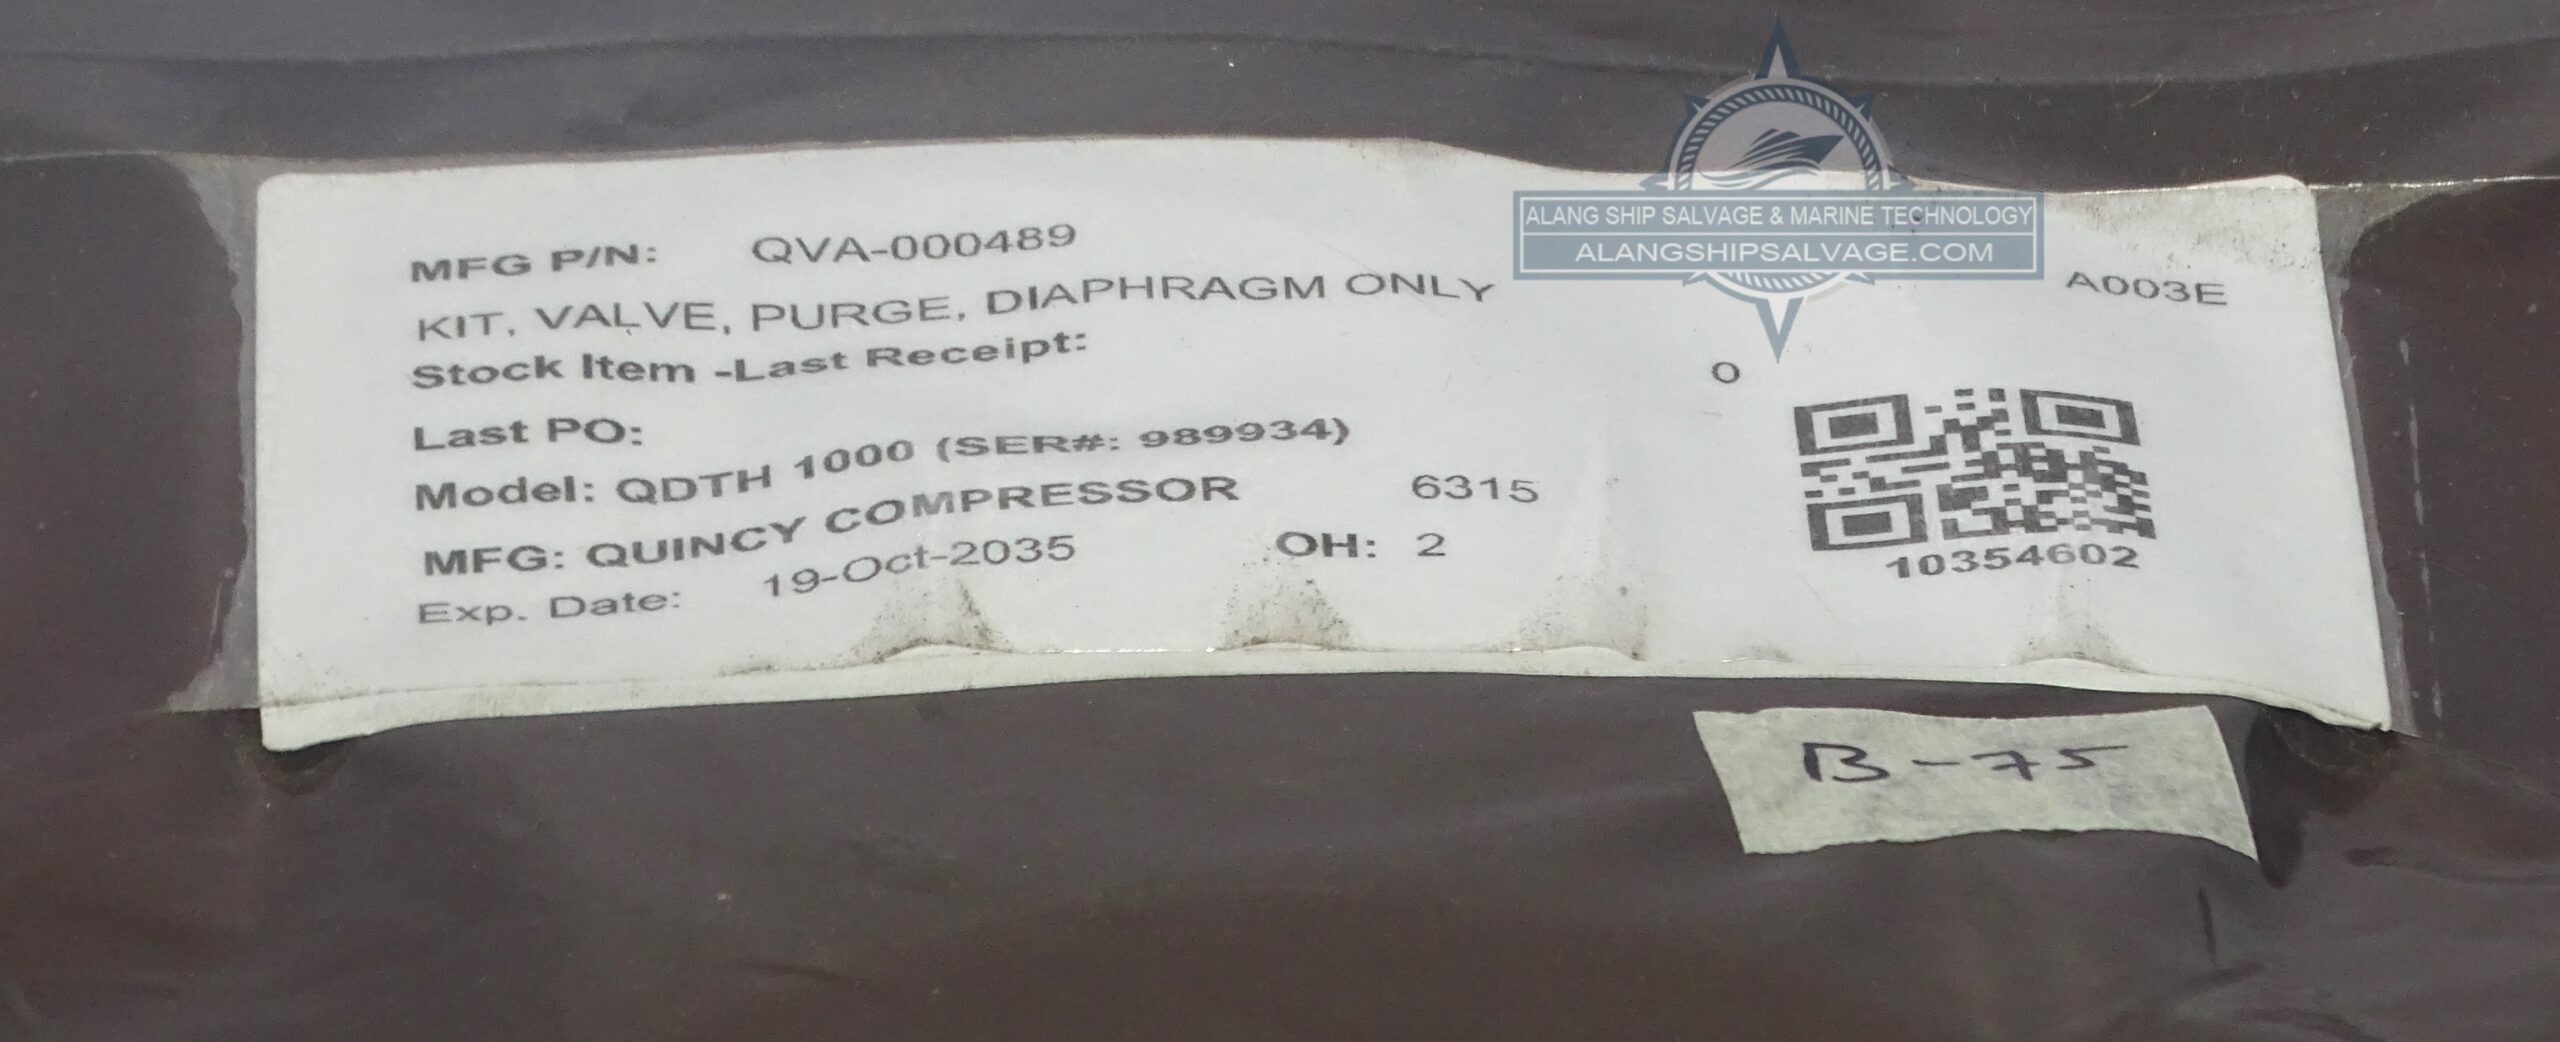 ALANG SHIP SALVAGE & MARINE TECHNOLOGY
ALANGSHIPSALVAGE.COM
MFG P/N: QVA-000489
A003E
KIT, VALVE, PURGE, DIAPHRAGM ONLY
Stock Item -Last Receipt:
0
Last PO:
Model: QDTH 1000 (SER#: 989934)
MFG: QUINCY COMPRESSOR 6315
Exp. Date: 19-Oct-2035 OH: 2
10354602
B-75